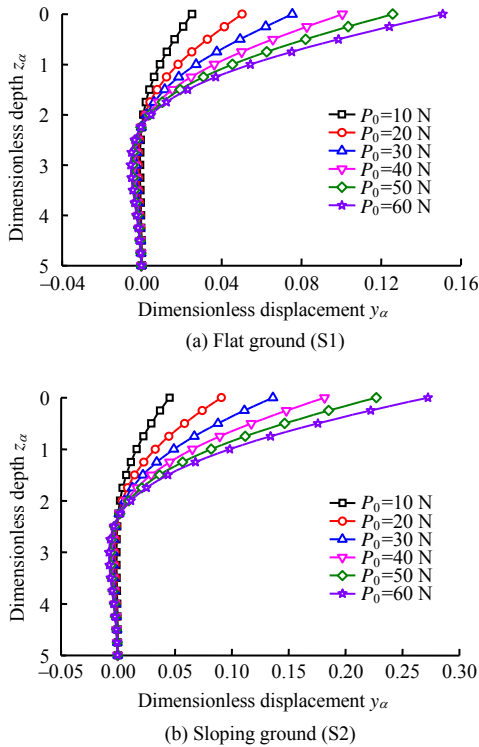 0
1
2
3
4
5
Dimensionless depth zα
P0=10 N
P0=20 N
P0=30 N
P0=40 N
P0=50 N
P0=60 N
−0.04 0.00 0.04 0.08 0.12 0.16
Dimensionless displacement yα
(a) Flat ground (S1)
0
1
2
3
4
5
Dimensionless depth zα
P0=10 N
P0=20 N
P0=30 N
P0=40 N
P0=50 N
P0=60 N
−0.05 0.00 0.05 0.10 0.15 0.20 0.25 0.30
Dimensionless displacement yα
(b) Sloping ground (S2)